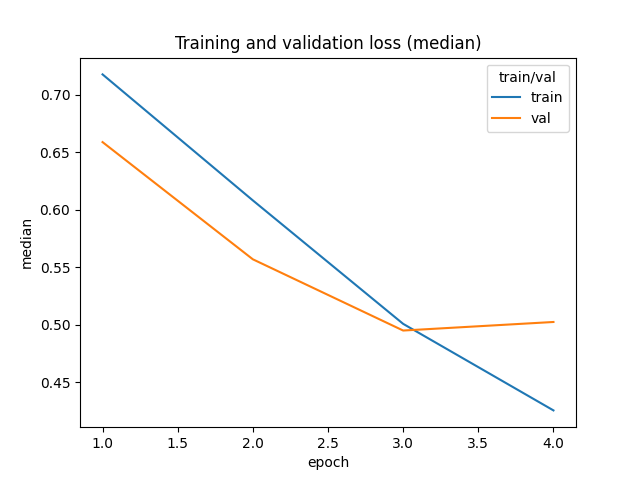 Training and validation loss (median)
train/val
train
val
median
0.70
0.65
0.60
0.55
0.50
0.45
1.0
1.5
2.0
2.5
3.0
3.5
4.0
epoch